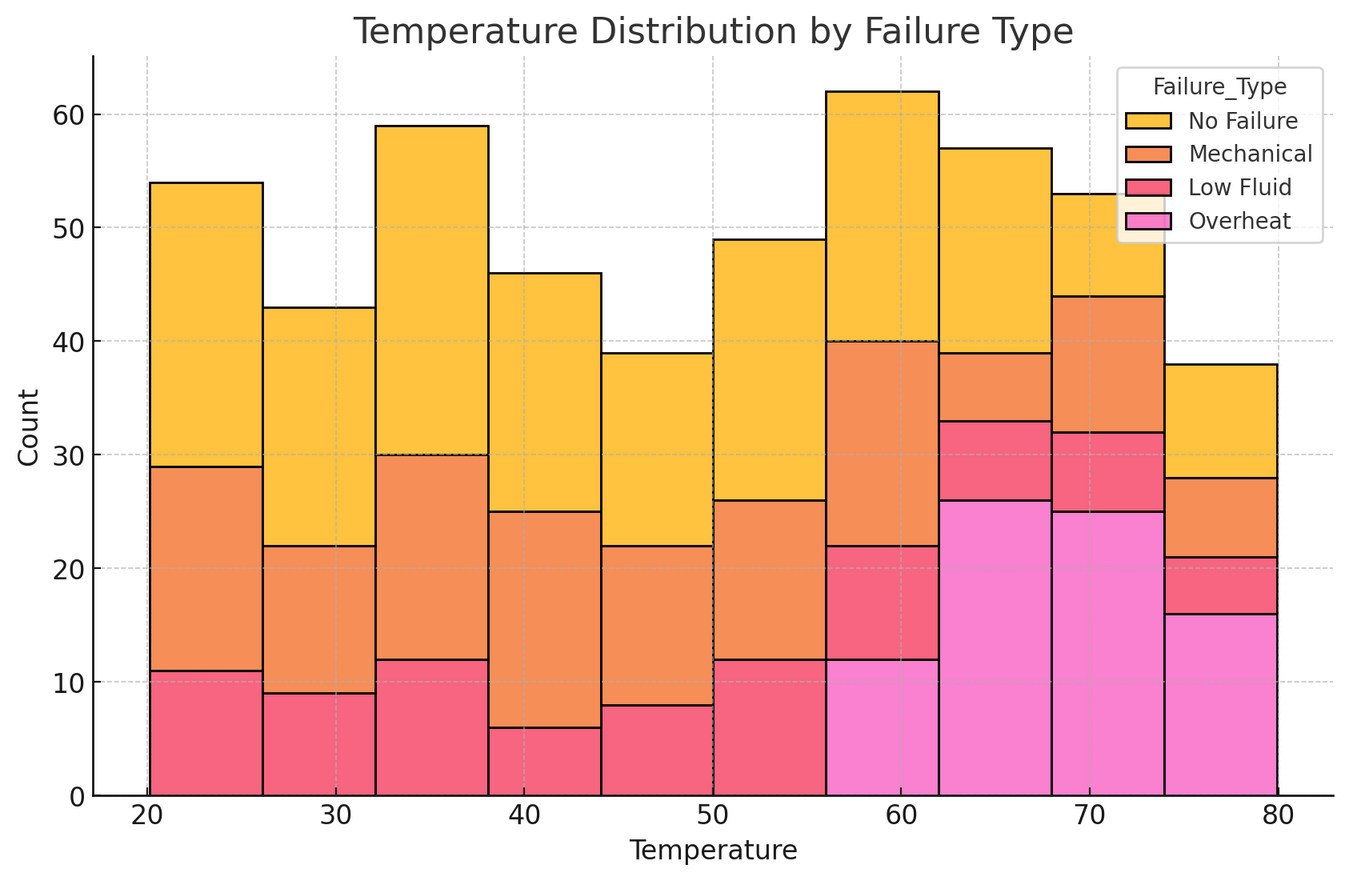 Temperature Distribution by Failure Type
Failure_Type
No Failure
Mechanical
Low Fluid
Overheat
Count
60
50
40
30
20
10
0
20 30 40 50 60 70 80
Temperature